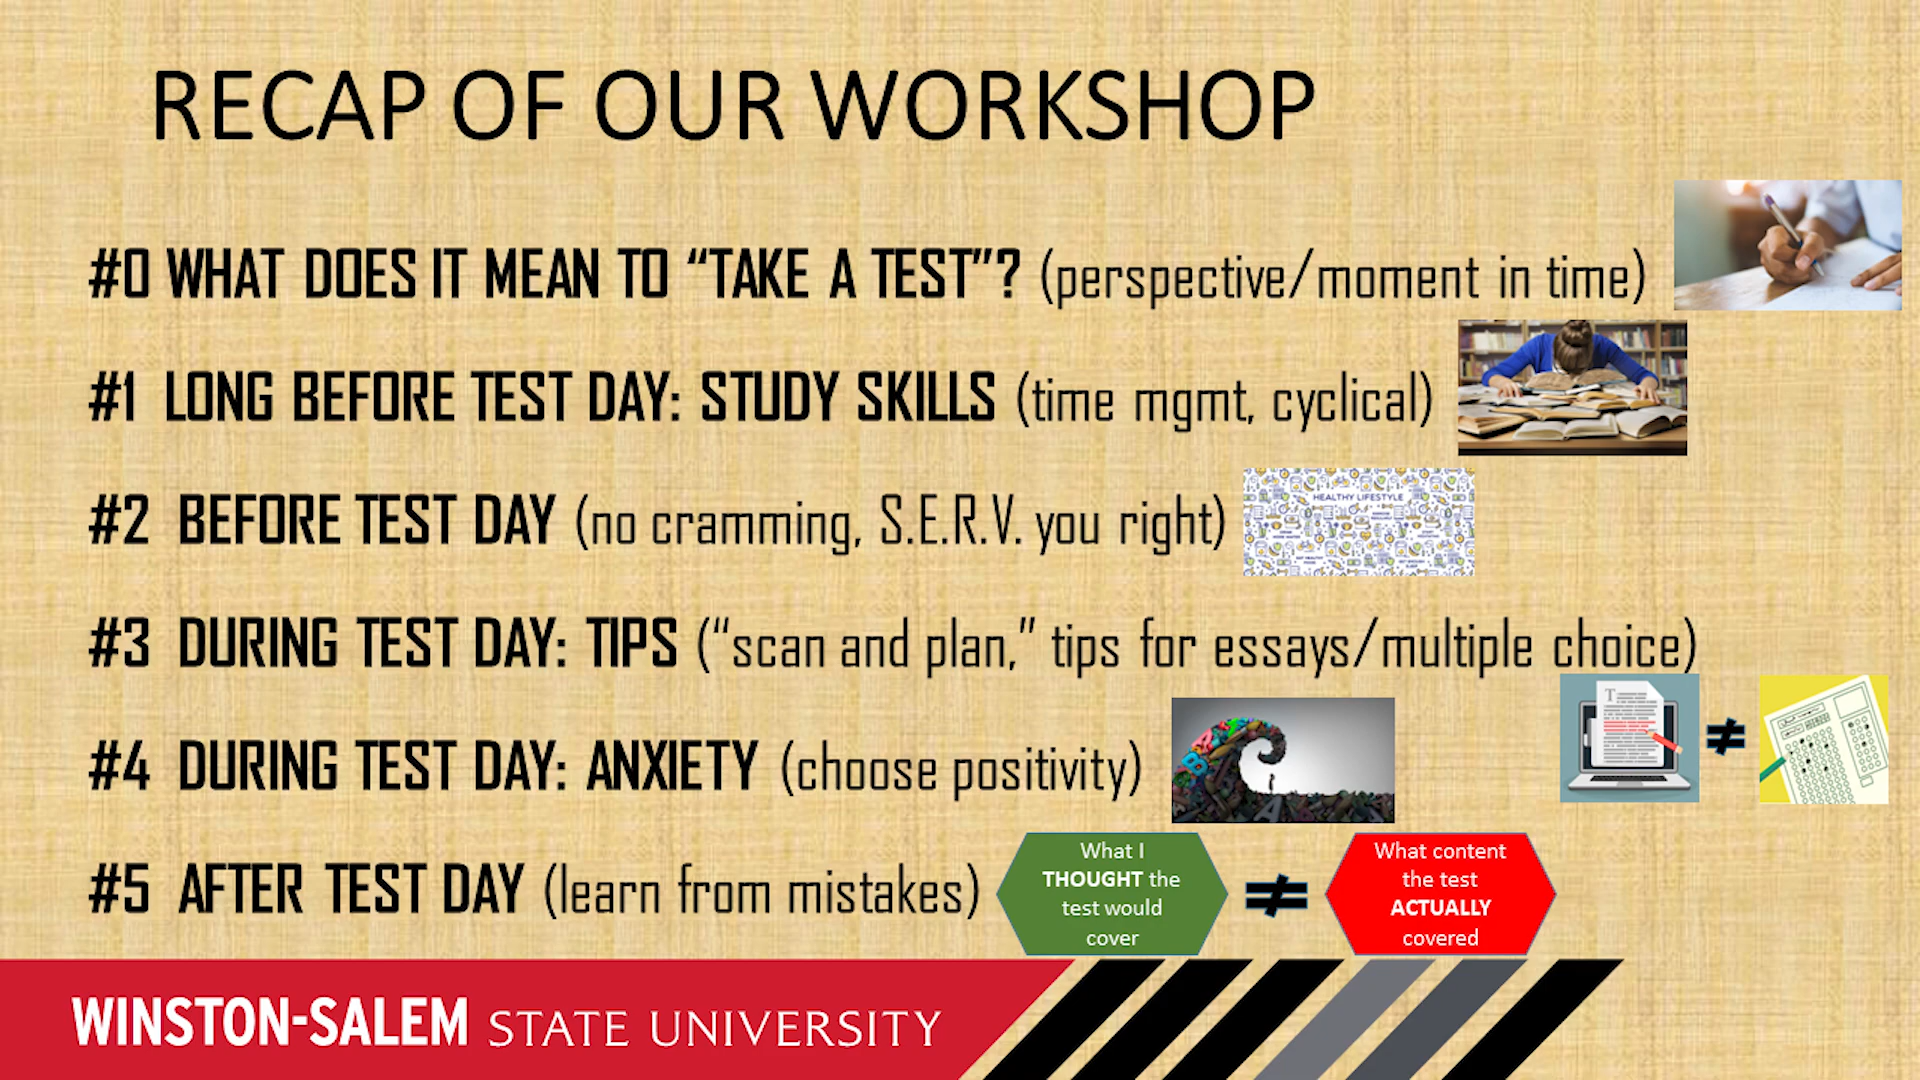 RECAP OF OUR WORKSHOP
#0 WHAT DOES IT MEAN TO “TAKE A TEST”? (perspective/moment in time)
#1 LONG BEFORE TEST DAY: STUDY SKILLS (time mgmt, cyclical)
#2 BEFORE TEST DAY (no cramming, S.E.R.V. you right)
HEALTHY LIFESTYLE
#3 DURING TEST DAY: TIPS (“scan and plan,” tips for essays/multiple choice)
T
≠
#4 DURING TEST DAY: ANXIETY (choose positivity)
#5 AFTER TEST DAY (learn from mistakes)
What I
THOUGHT the
test would
cover
≠
What content
the test
ACTUALLY
covered
WINSTON-SALEM STATE UNIVERSITY